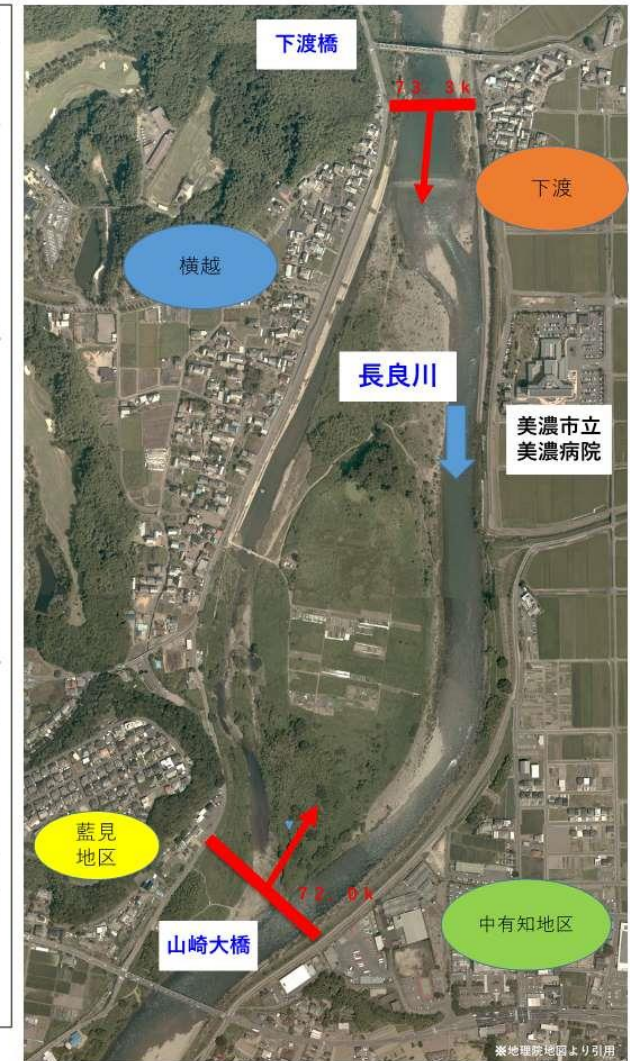 下渡橋
73.3k
下渡
横越
長良川
美濃市立
美濃病院
藍見
地区
72.0k
山崎大橋
中有知地区
※地理院地図より引用